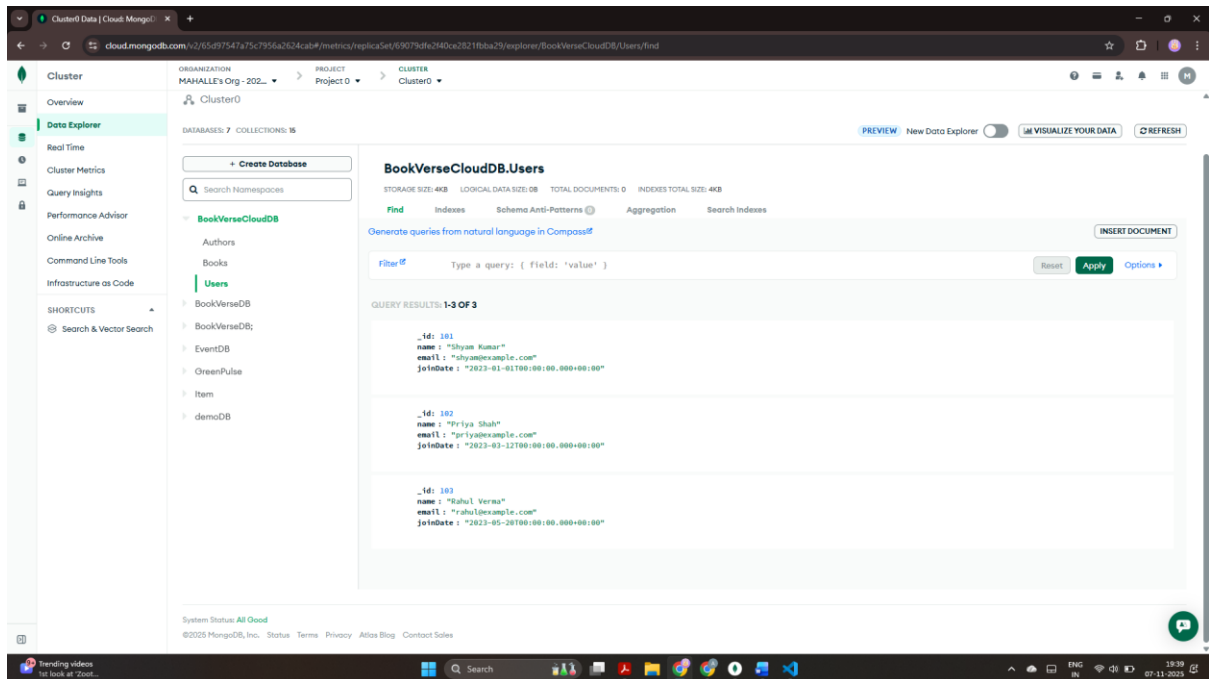 Cluster0 Data | Cloud: MongoD
cloud.mongodb.com/v2/65d97547a75c7956a2624cab#/metrics/replicaSet/69079dfe2f40ce2821fbba29/explorer/BookVerseCloudDB/Users/find
Cluster
ORGANIZATION PROJECT CLUSTER
MAHALLE's Org - 202... Project 0 Cluster0
M
Overview
Data Explorer
Real Time
Cluster Metrics
Query Insights
Performance Advisor
Online Archive
Command Line Tools
Infrastructure as Code
SHORTCUTS
Search & Vector Search
Cluster0
DATABASES: 7 COLLECTIONS: 15
PREVIEW New Data Explorer VISUALIZE YOUR DATA REFRESH
+ Create Database
Search Namespaces
BookVerseCloudDB
Authors
Books
Users
BookVerseDB
BookVerseDB;
EventDB
GreenPulse
Item
demoDB
BookVerseCloudDB.Users
STORAGE SIZE: 4KB LOGICAL DATA SIZE: 0B TOTAL DOCUMENTS: 0 INDEXES TOTAL SIZE: 4KB
Find Indexes Schema Anti-Patterns 0 Aggregation Search Indexes
Generate queries from natural language in Compass
INSERT DOCUMENT
Filter Type a query: { field: 'value' } Reset Apply Options
QUERY RESULTS: 1-3 OF 3
_id: 101
name : "Shyam Kumar"
email : "shyam@example.com"
joinDate : "2023-01-01T00:00:00.000+00:00"
_id: 102
name : "Priya Shah"
email : "priya@example.com"
joinDate : "2023-03-12T00:00:00.000+00:00"
_id: 103
name : "Rahul Verma"
email : "rahul@example.com"
joinDate : "2023-05-20T00:00:00.000+00:00"
System Status: All Good
©2025 MongoDB, Inc. Status Terms Privacy Atlas Blog Contact Sales
Trending videos
1st look at 'Zoot...
Search
ENG
IN
19:39
07-11-2025